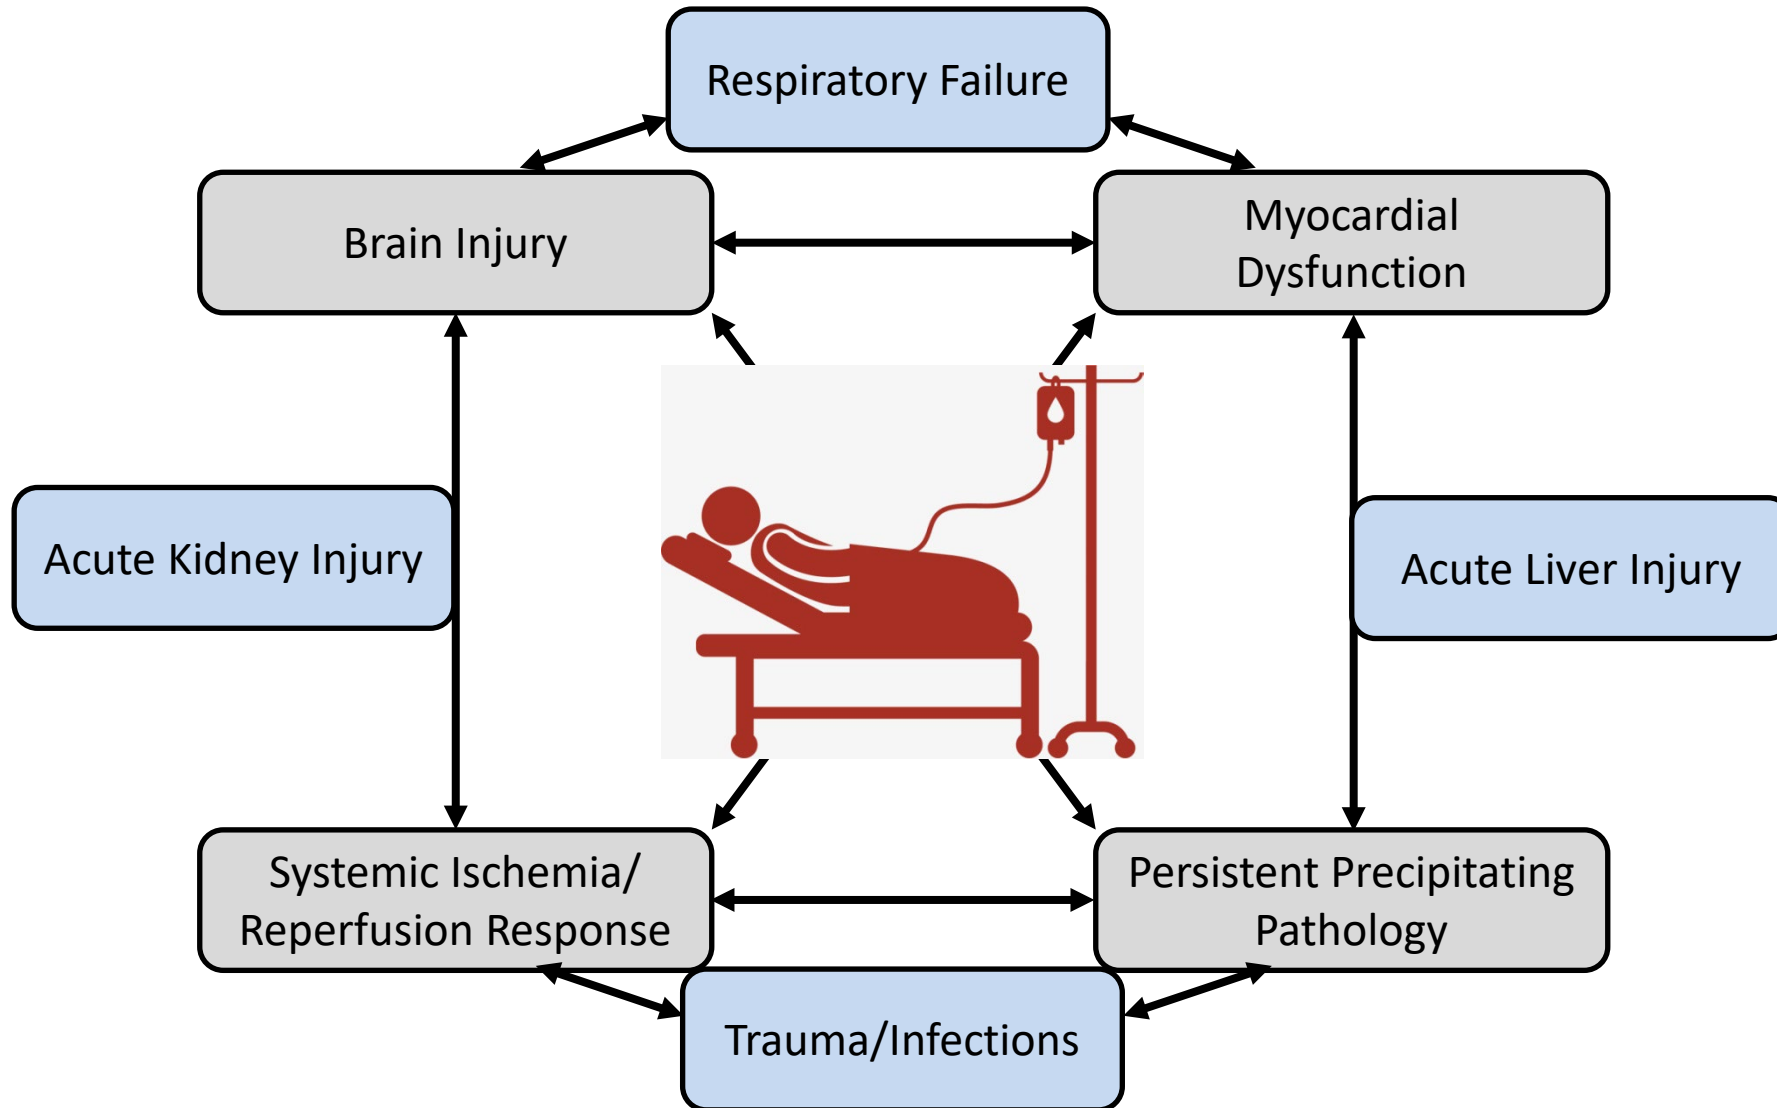 Respiratory Failure
Brain Injury
Myocardial
Dysfunction
Acute Kidney Injury
Acute Liver Injury
Systemic Ischemia/
Reperfusion Response
Persistent Precipitating
Pathology
Trauma/Infections